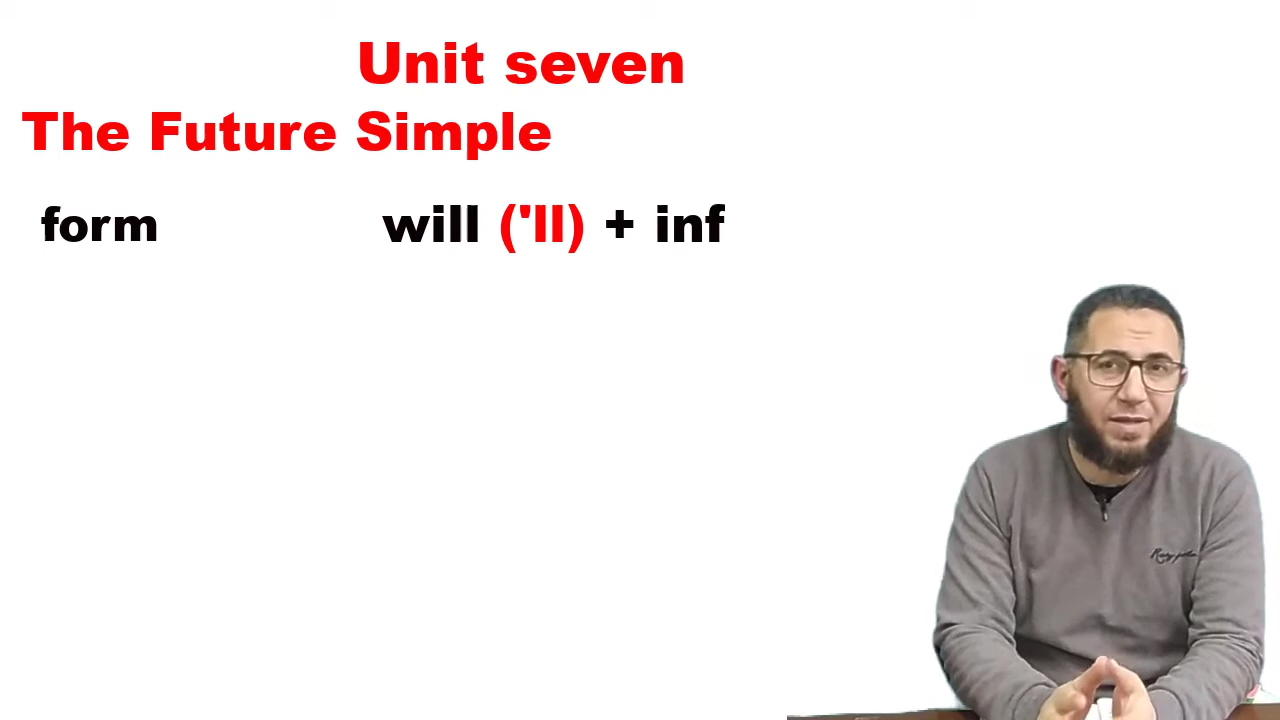 Unit seven
The Future Simple
form will ('ll) + inf